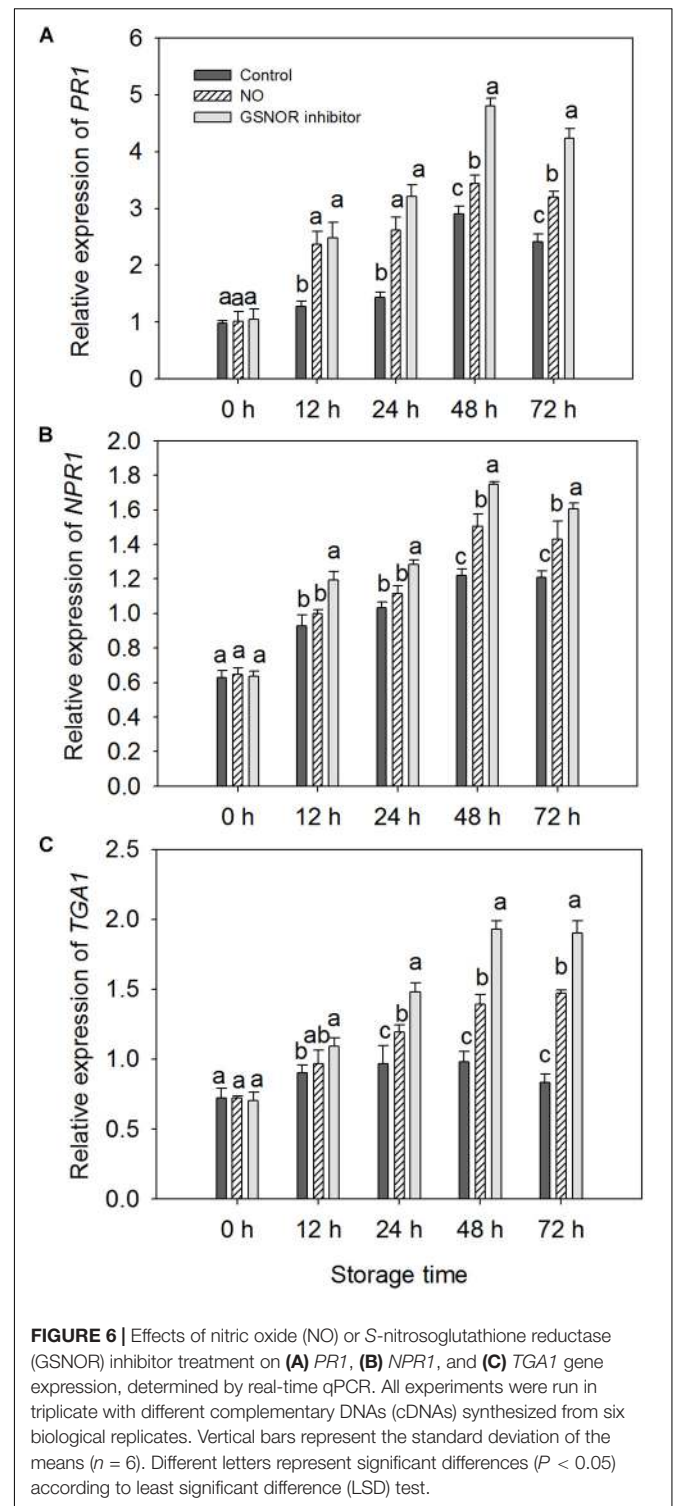 A
Relative expression of PR1
6
5
4
3
2
1
0
Control
NO
GSNOR inhibitor
a a a
b a a
b a a
c b a
c b a
0 h 12 h 24 h 48 h 72 h
B
Relative expression of NPR1
2.0
1.8
1.6
1.4
1.2
1.0
0.8
0.6
0.4
0.2
0.0
a a a
b b a
b b a
c b a
c b a
0 h 12 h 24 h 48 h 72 h
C
Relative expression of TGA1
2.5
2.0
1.5
1.0
0.5
0.0
a a a
b ab a
c b a
c b a
c b a
0 h 12 h 24 h 48 h 72 h
Storage time
FIGURE 6 | Effects of nitric oxide (NO) or S-nitrosoglutathione reductase
(GSNOR) inhibitor treatment on (A) PR1, (B) NPR1, and (C) TGA1 gene
expression, determined by real-time qPCR. All experiments were run in
triplicate with different complementary DNAs (cDNAs) synthesized from six
biological replicates. Vertical bars represent the standard deviation of the
means (n = 6). Different letters represent significant differences (P < 0.05)
according to least significant difference (LSD) test.